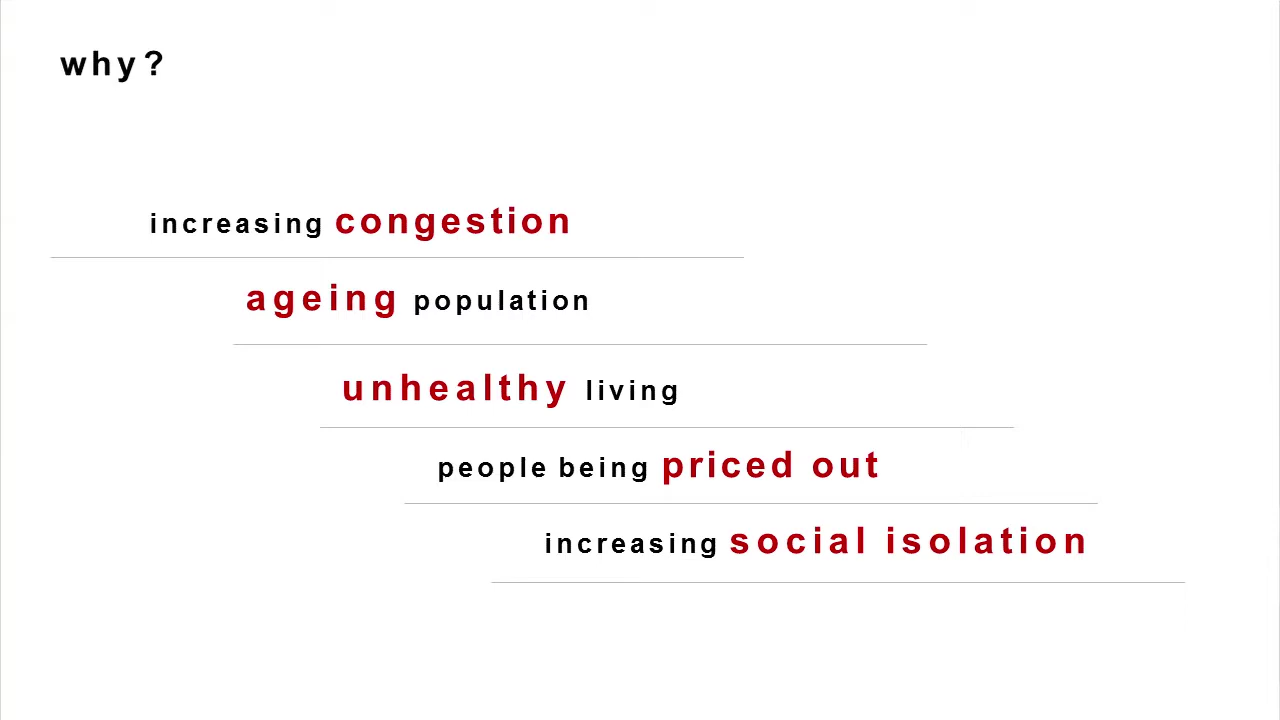 why?
increasing congestion
ageing population
unhealthy living
people being priced out
increasing social isolation